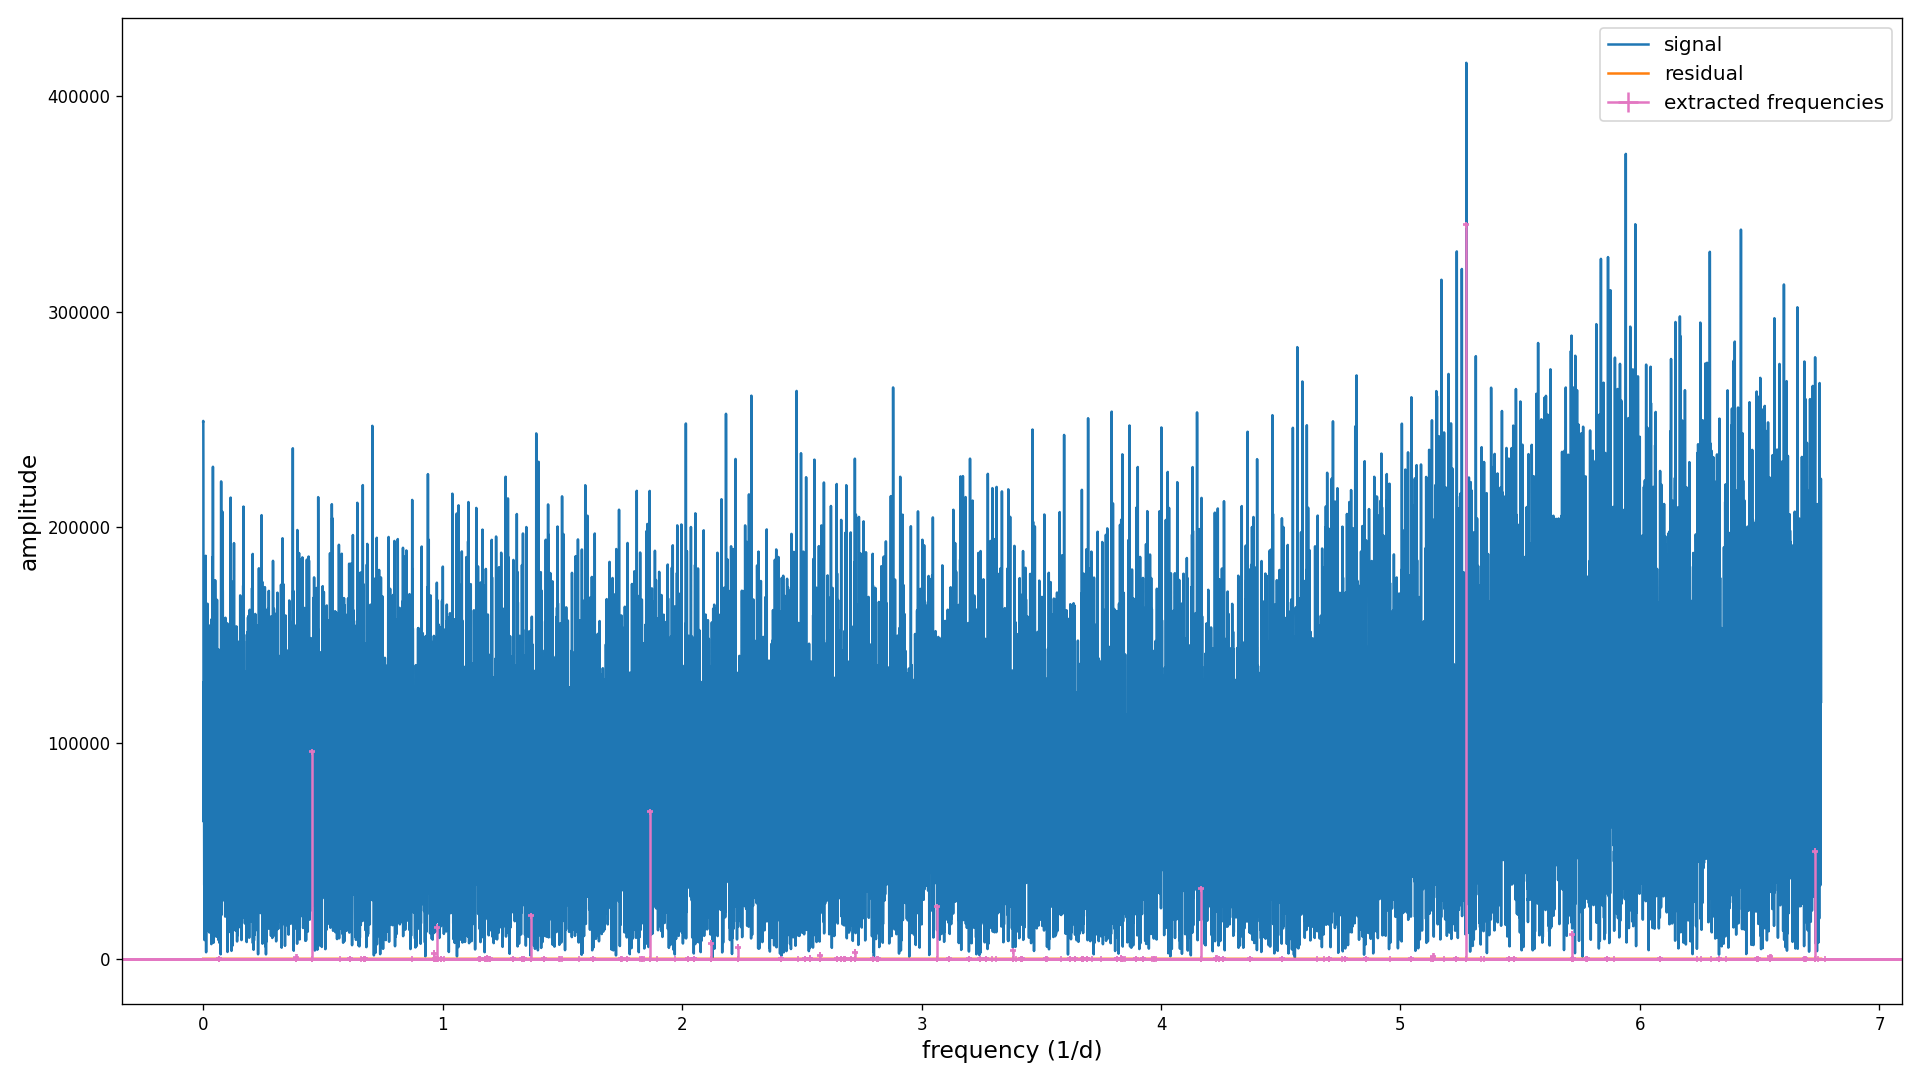 signal
residual
extracted frequencies
400000
300000
200000
100000
0
amplitude
0 1 2 3 4 5 6 7
frequency (1/d)